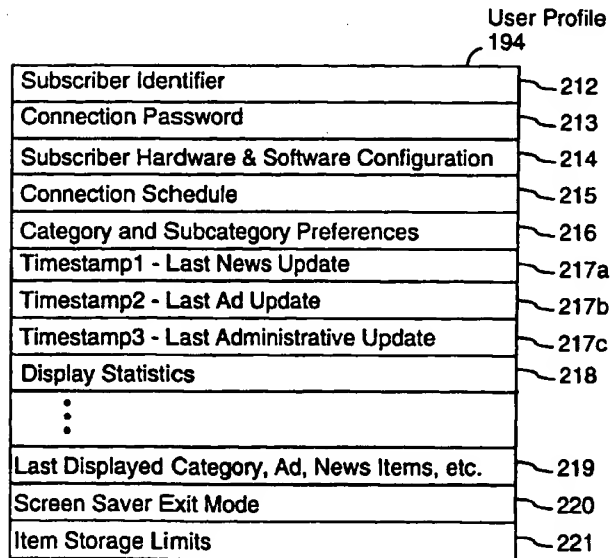 User Profile
194
Subscriber Identifier 212
Connection Password 213
Subscriber Hardware & Software Configuration 214
Connection Schedule 215
Category and Subcategory Preferences 216
Timestamp1 - Last News Update 217a
Timestamp2 - Last Ad Update 217b
Timestamp3 - Last Administrative Update 217c
Display Statistics 218
Last Displayed Category, Ad, News Items, etc. 219
Screen Saver Exit Mode 220
Item Storage Limits 221